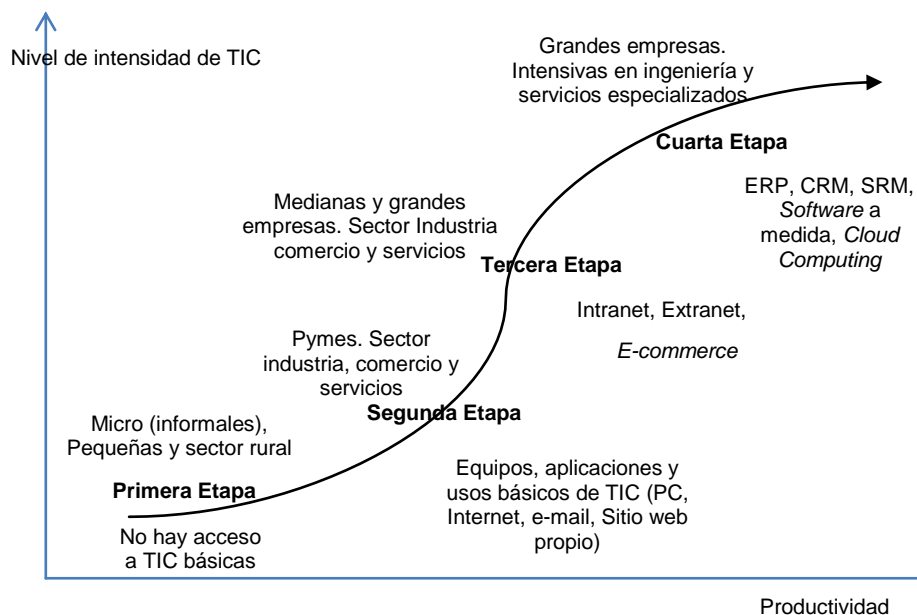 Nivel de intensidad de TIC
Grandes empresas.
Intensivas en ingeniería y
servicios especializados
Cuarta Etapa
ERP, CRM, SRM,
Software a
medida, Cloud
Computing
Medianas y grandes
empresas. Sector Industria
comercio y servicios
Tercera Etapa
Intranet, Extranet,
E-commerce
Pymes. Sector
industria, comercio y
servicios
Segunda Etapa
Equipos, aplicaciones y
usos básicos de TIC (PC,
Internet, e-mail, Sitio web
propio)
Micro (informales),
Pequeñas y sector rural
Primera Etapa
No hay acceso
a TIC básicas
Productividad